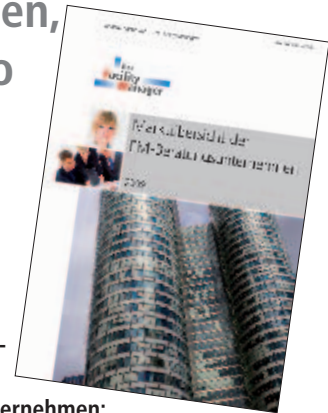 en,
o
Der
Facility
Manager
Marktübersicht der
FM-Beratungsunternehmen
2009
ernehmen: